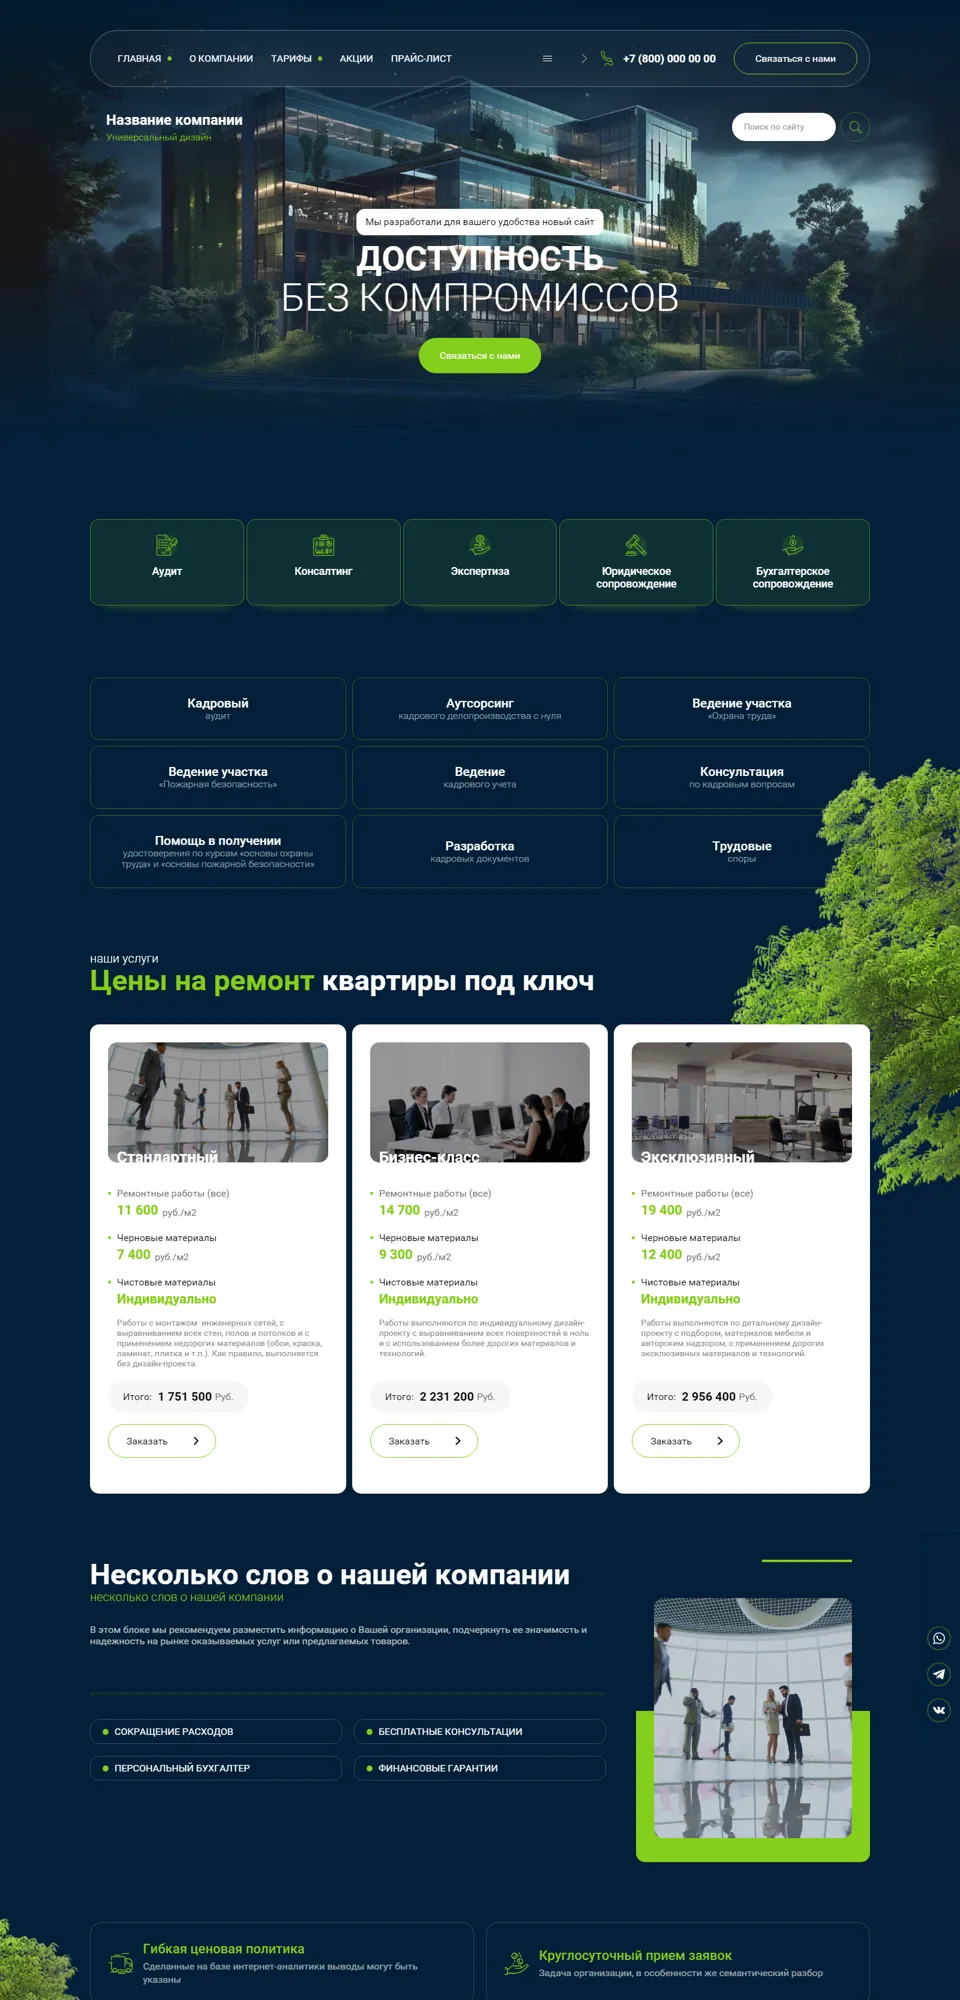 ГЛАВНАЯ О КОМПАНИИ ТАРИФЫ АКЦИИ ПРАЙС-ЛИСТ +7 (800) 000 00 00 Связаться с нами
Название компании
Универсальный дизайн
Поиск по сайту
Мы разработали для вашего удобства новый сайт
ДОСТУПНОСТЬ
БЕЗ КОМПРОМИССОВ
Связаться с нами
Аудит
Консалтинг
Экспертиза
Юридическое
сопровождение
Бухгалтерское
сопровождение
Кадровый
аудит
Аутсорсинг
кадрового делопроизводства с нуля
Ведение участка
«Охрана труда»
Ведение участка
«Пожарная безопасность»
Ведение
кадрового учета
Консультация
по кадровым вопросам
Помощь в получении
удостоверения по курсам «основы охраны
труда» и «основы пожарной безопасности»
Разработка
кадровых документов
Трудовые
споры
наши услуги
Цены на ремонт квартиры под ключ
Стандартный
Ремонтные работы (все)
11 600 руб./м2
Черновые материалы
7 400 руб./м2
Чистовые материалы
Индивидуально
Работы с монтажом инженерных сетей, с
выравниванием всех стен, полов и потолков и с
применением недорогих материалов (обои, краска,
ламинат, плитка и т.п.). Как правило, выполняется
без дизайн-проекта.
Итого: 1 751 500 Руб.
Заказать
Бизнес-класс
Ремонтные работы (все)
14 700 руб./м2
Черновые материалы
9 300 руб./м2
Чистовые материалы
Индивидуально
Работы выполняются по индивидуальному дизайн-
проекту с выравниванием всех поверхностей в ноль
и с использованием более дорогих материалов и
технологий.
Итого: 2 231 200 Руб.
Заказать
Эксклюзивный
Ремонтные работы (все)
19 400 руб./м2
Черновые материалы
12 400 руб./м2
Чистовые материалы
Индивидуально
Работы выполняются по детальному дизайн-
проекту с подбором, материалов мебели и
авторским надзором, с применением дорогих
эксклюзивных материалов и технологий.
Итого: 2 956 400 Руб.
Заказать
Несколько слов о нашей компании
несколько слов о нашей компании
В этом блоке мы рекомендуем разместить информацию о Вашей организации, подчеркнуть ее значимость и
надежность на рынке оказываемых услуг или предлагаемых товаров.
СОКРАЩЕНИЕ РАСХОДОВ
БЕСПЛАТНЫЕ КОНСУЛЬТАЦИИ
ПЕРСОНАЛЬНЫЙ БУХГАЛТЕР
ФИНАНСОВЫЕ ГАРАНТИИ
Гибкая ценовая политика
Сделанные на базе интернет-аналитики выводы могут быть
указаны
Круглосуточный прием заявок
Задача организации, в особенности же семантический разбор